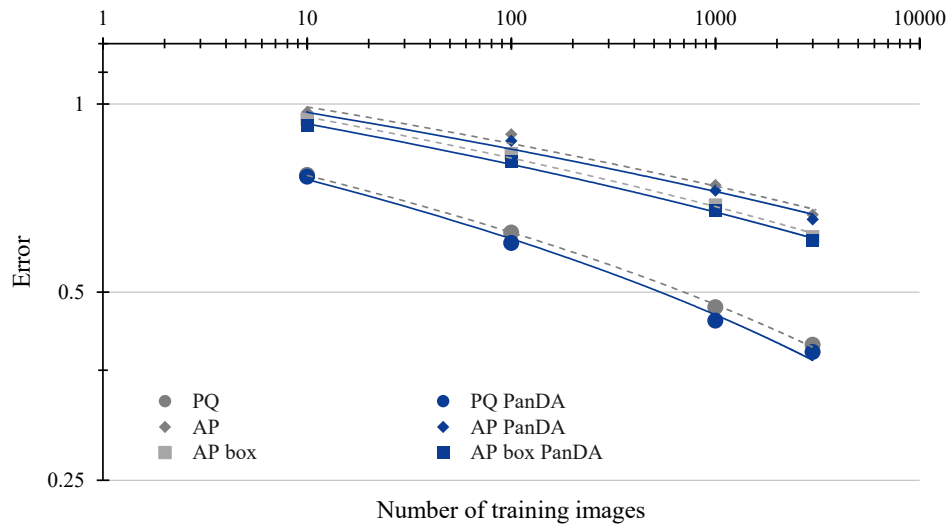 1 10 100 1000 10000
1
0.5
0.25
Error
PQ PQ PanDA
AP AP PanDA
AP box AP box PanDA
Number of training images